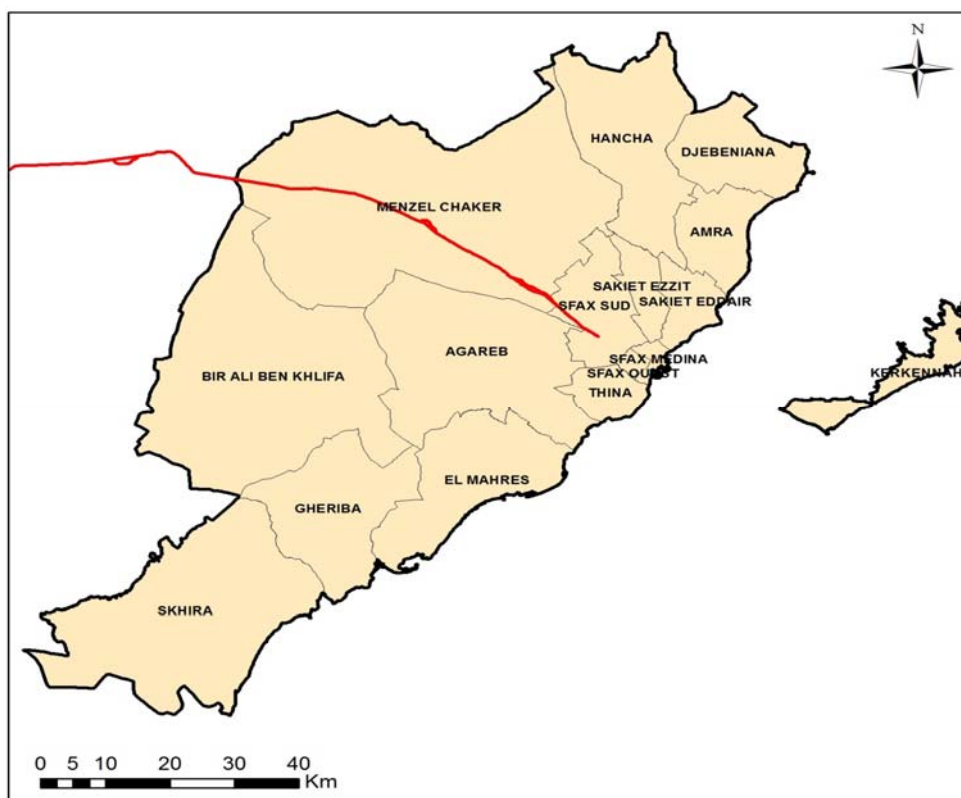 N
HANCHA
DJEBENIANA
MENZEL CHAKER
AMRA
SAKIET EZZIT
SFAX SUD
SAKIET EDDAIR
AGAREB
SFAX MEDINA
SFAX OUEST
KERKENNAH
BIR ALI BEN KHLIFA
THINA
EL MAHRES
GHERIBA
SKHIRA
0 5 10 20 30 40
Km